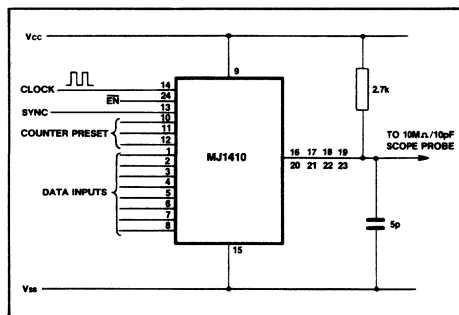 Vcc
9
2.7k
CLOCK
14
EN
24
SYNC
13
COUNTER PRESET
10
11
12
DATA INPUTS
1
2
3
4
5
6
7
8
MJ1410
16 17 18 19
20 21 22 23
TO 10MΩ/10pF
SCOPE PROBE
5p
15
Vss